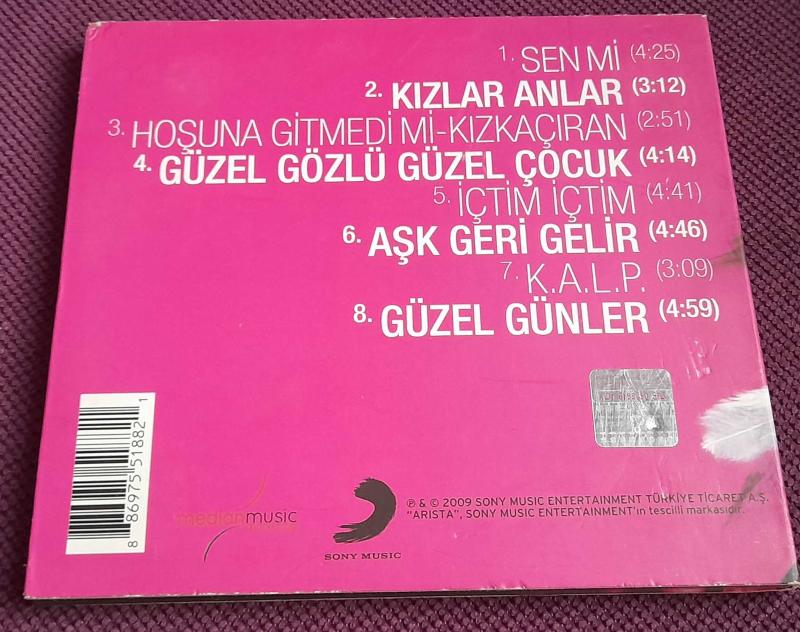 1. SEN Mİ (4:25)
2. KIZLAR ANLAR (3:12)
3. HOŞUNA GİTMEDİ Mİ-KIZKAÇIRAN (2:51)
4. GÜZEL GÖZLÜ GÜZEL ÇOCUK (4:14)
5. İÇTİM İÇTİM (4:41)
6. AŞK GERİ GELİR (4:46)
7. K.A.L.P. (3:09)
8. GÜZEL GÜNLER (4:59)
8 86975 51882 1
medianmusic
SONY MUSIC
℗ & © 2009 SONY MUSIC ENTERTAINMENT TÜRKİYE TİCARET A.Ş.
"ARISTA", SONY MUSIC ENTERTAINMENT'ın tescilli markasıdır.